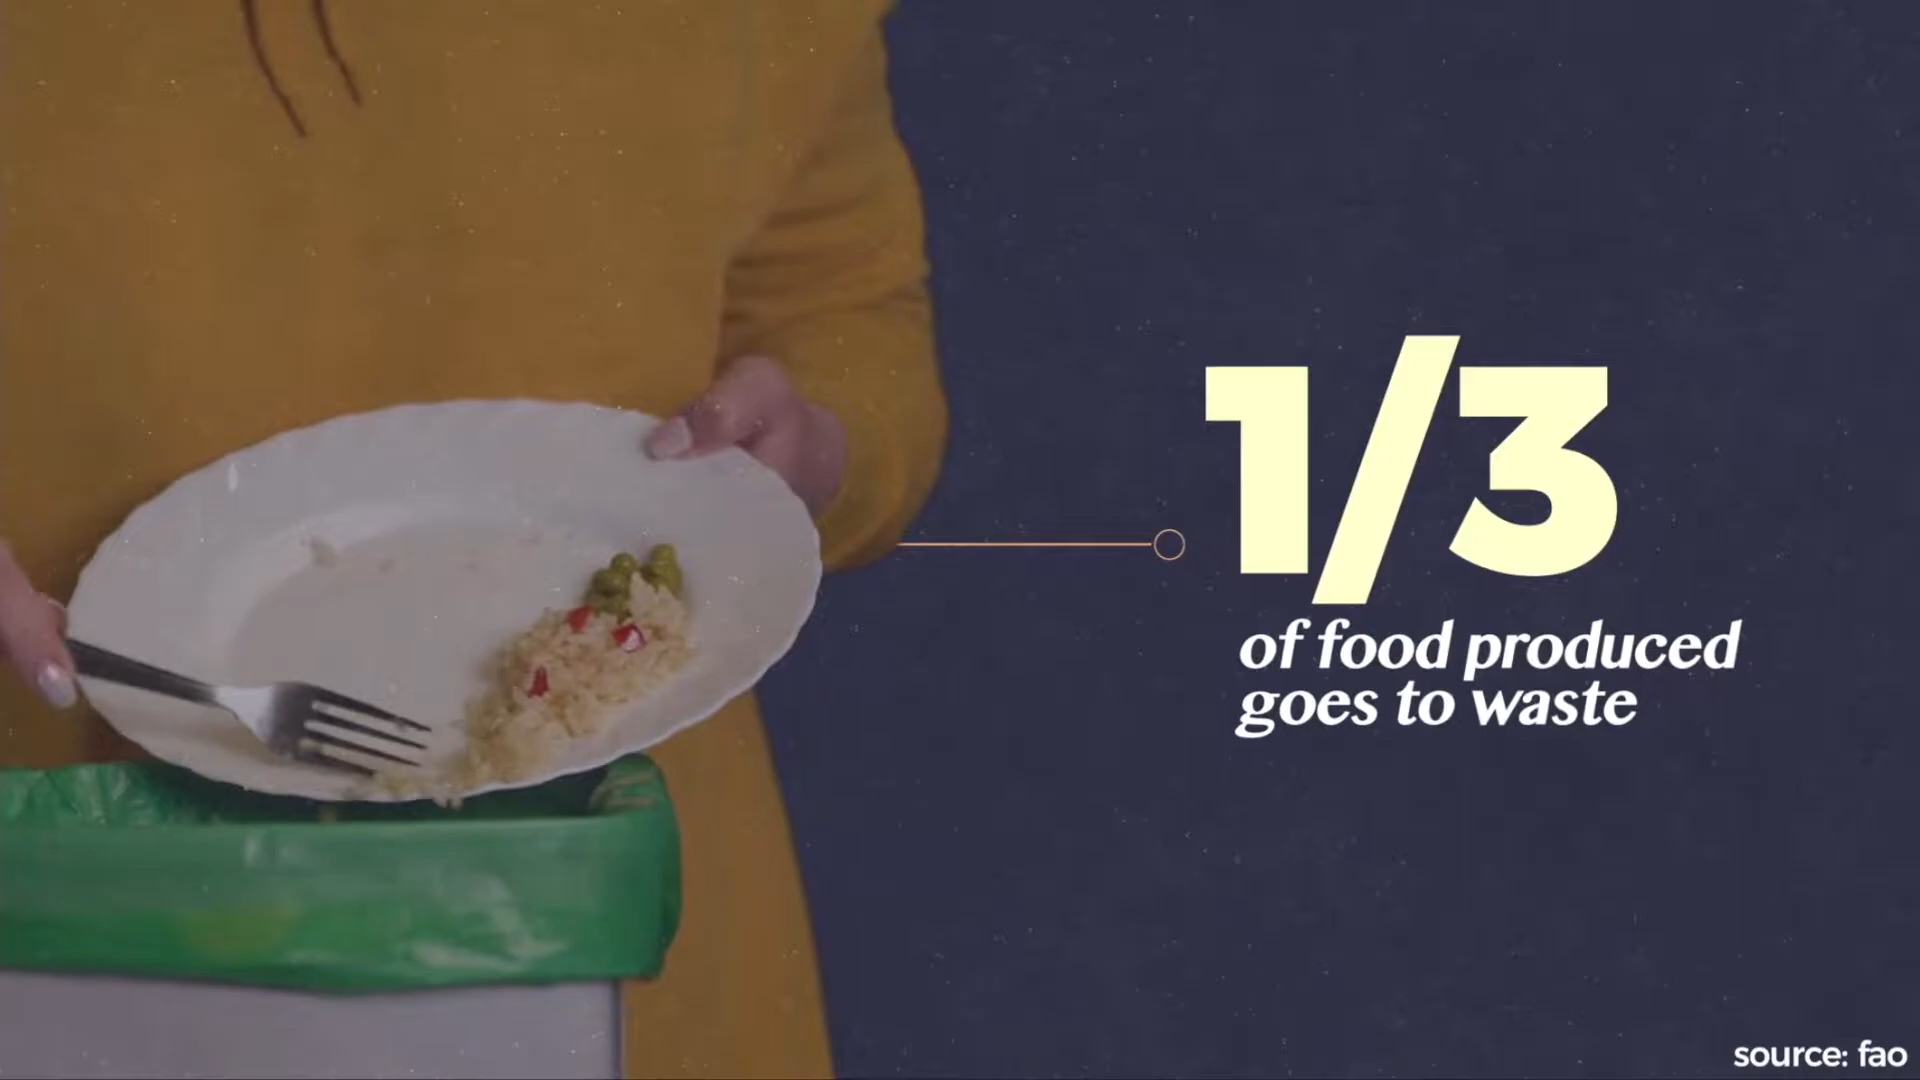 1/3
of food produced
goes to waste
source: fao